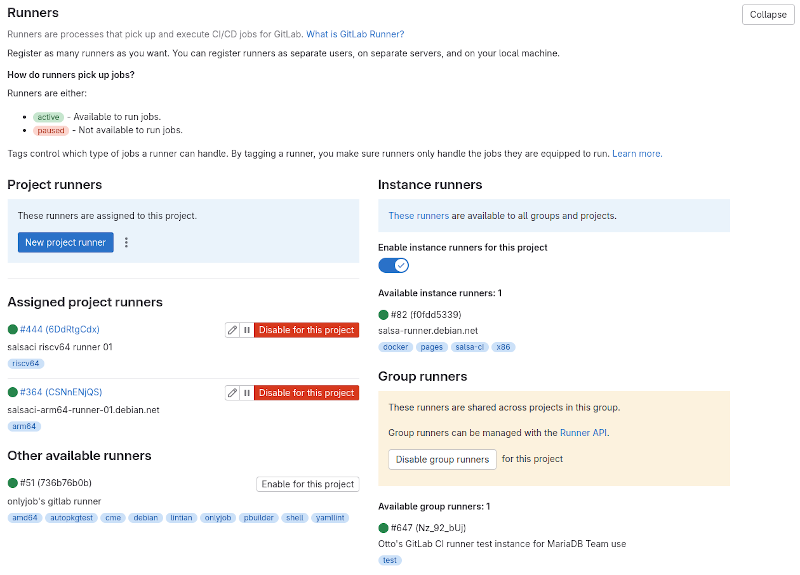 Runners
Collapse
Runners are processes that pick up and execute CI/CD jobs for GitLab. What is GitLab Runner?
Register as many runners as you want. You can register runners as separate users, on separate servers, and on your local machine.
How do runners pick up jobs?
Runners are either:
active - Available to run jobs.
paused - Not available to run jobs.
Tags control which type of jobs a runner can handle. By tagging a runner, you make sure runners only handle the jobs they are equipped to run. Learn more.
Project runners
These runners are assigned to this project.
New project runner
Assigned project runners
#444 (6DdRtgCdx)
Disable for this project
salsaci riscv64 runner 01
riscv64
#364 (CSNnENjQS)
Disable for this project
salsaci-arm64-runner-01.debian.net
arm64
Other available runners
#51 (736b76b0b)
Enable for this project
onlyjob's gitlab runner
amd64 autopkgtest cme debian lintian onlyjob pbuilder shell yamllint
Instance runners
These runners are available to all groups and projects.
Enable instance runners for this project
Available instance runners: 1
#82 (f0fdd5339)
salsa-runner.debian.net
docker pages salsa-ci x86
Group runners
These runners are shared across projects in this group.
Group runners can be managed with the Runner API.
Disable group runners for this project
Available group runners: 1
#647 (Nz_92_bUj)
Otto's GitLab CI runner test instance for MariaDB Team use
test